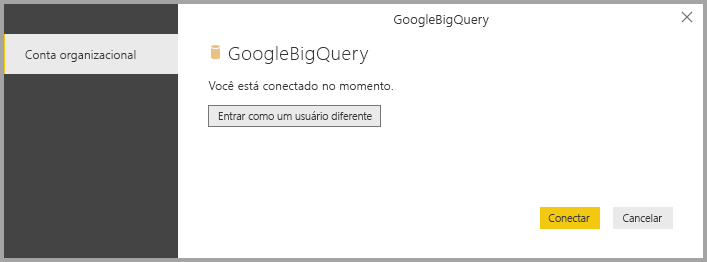 GoogleBigQuery
Conta organizacional
GoogleBigQuery
Você está conectado no momento.
Entrar como um usuário diferente
Conectar
Cancelar